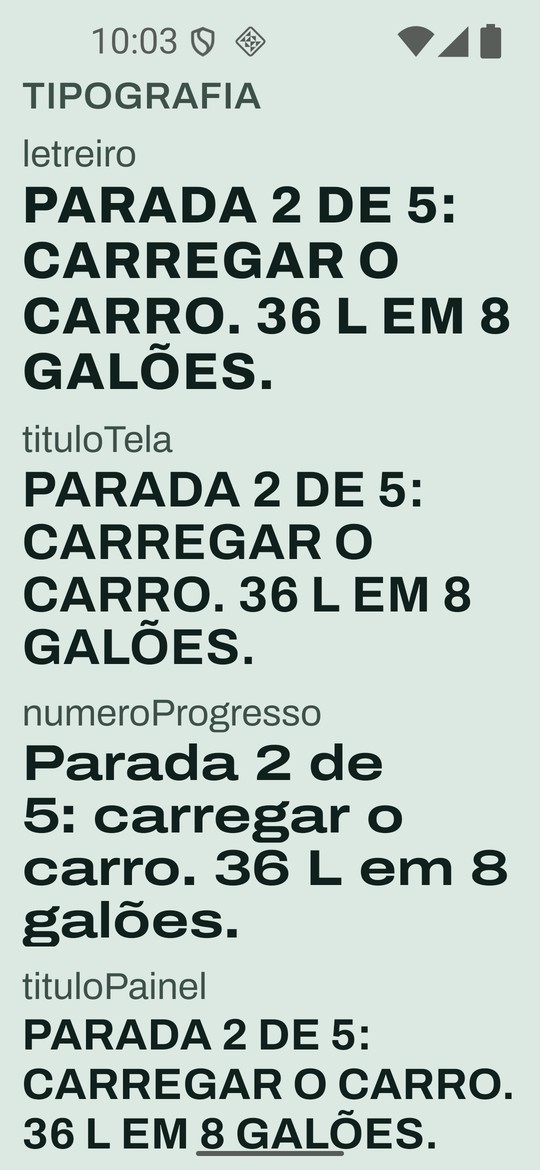 10:03
TIPOGRAFIA
letreiro
PARADA 2 DE 5:
CARREGAR O
CARRO. 36 L EM 8
GALÕES.
tituloTela
PARADA 2 DE 5:
CARREGAR O
CARRO. 36 L EM 8
GALÕES.
numeroProgresso
Parada 2 de
5: carregar o
carro. 36 L em 8
galões.
tituloPainel
PARADA 2 DE 5:
CARREGAR O CARRO.
36 L EM 8 GALÕES.